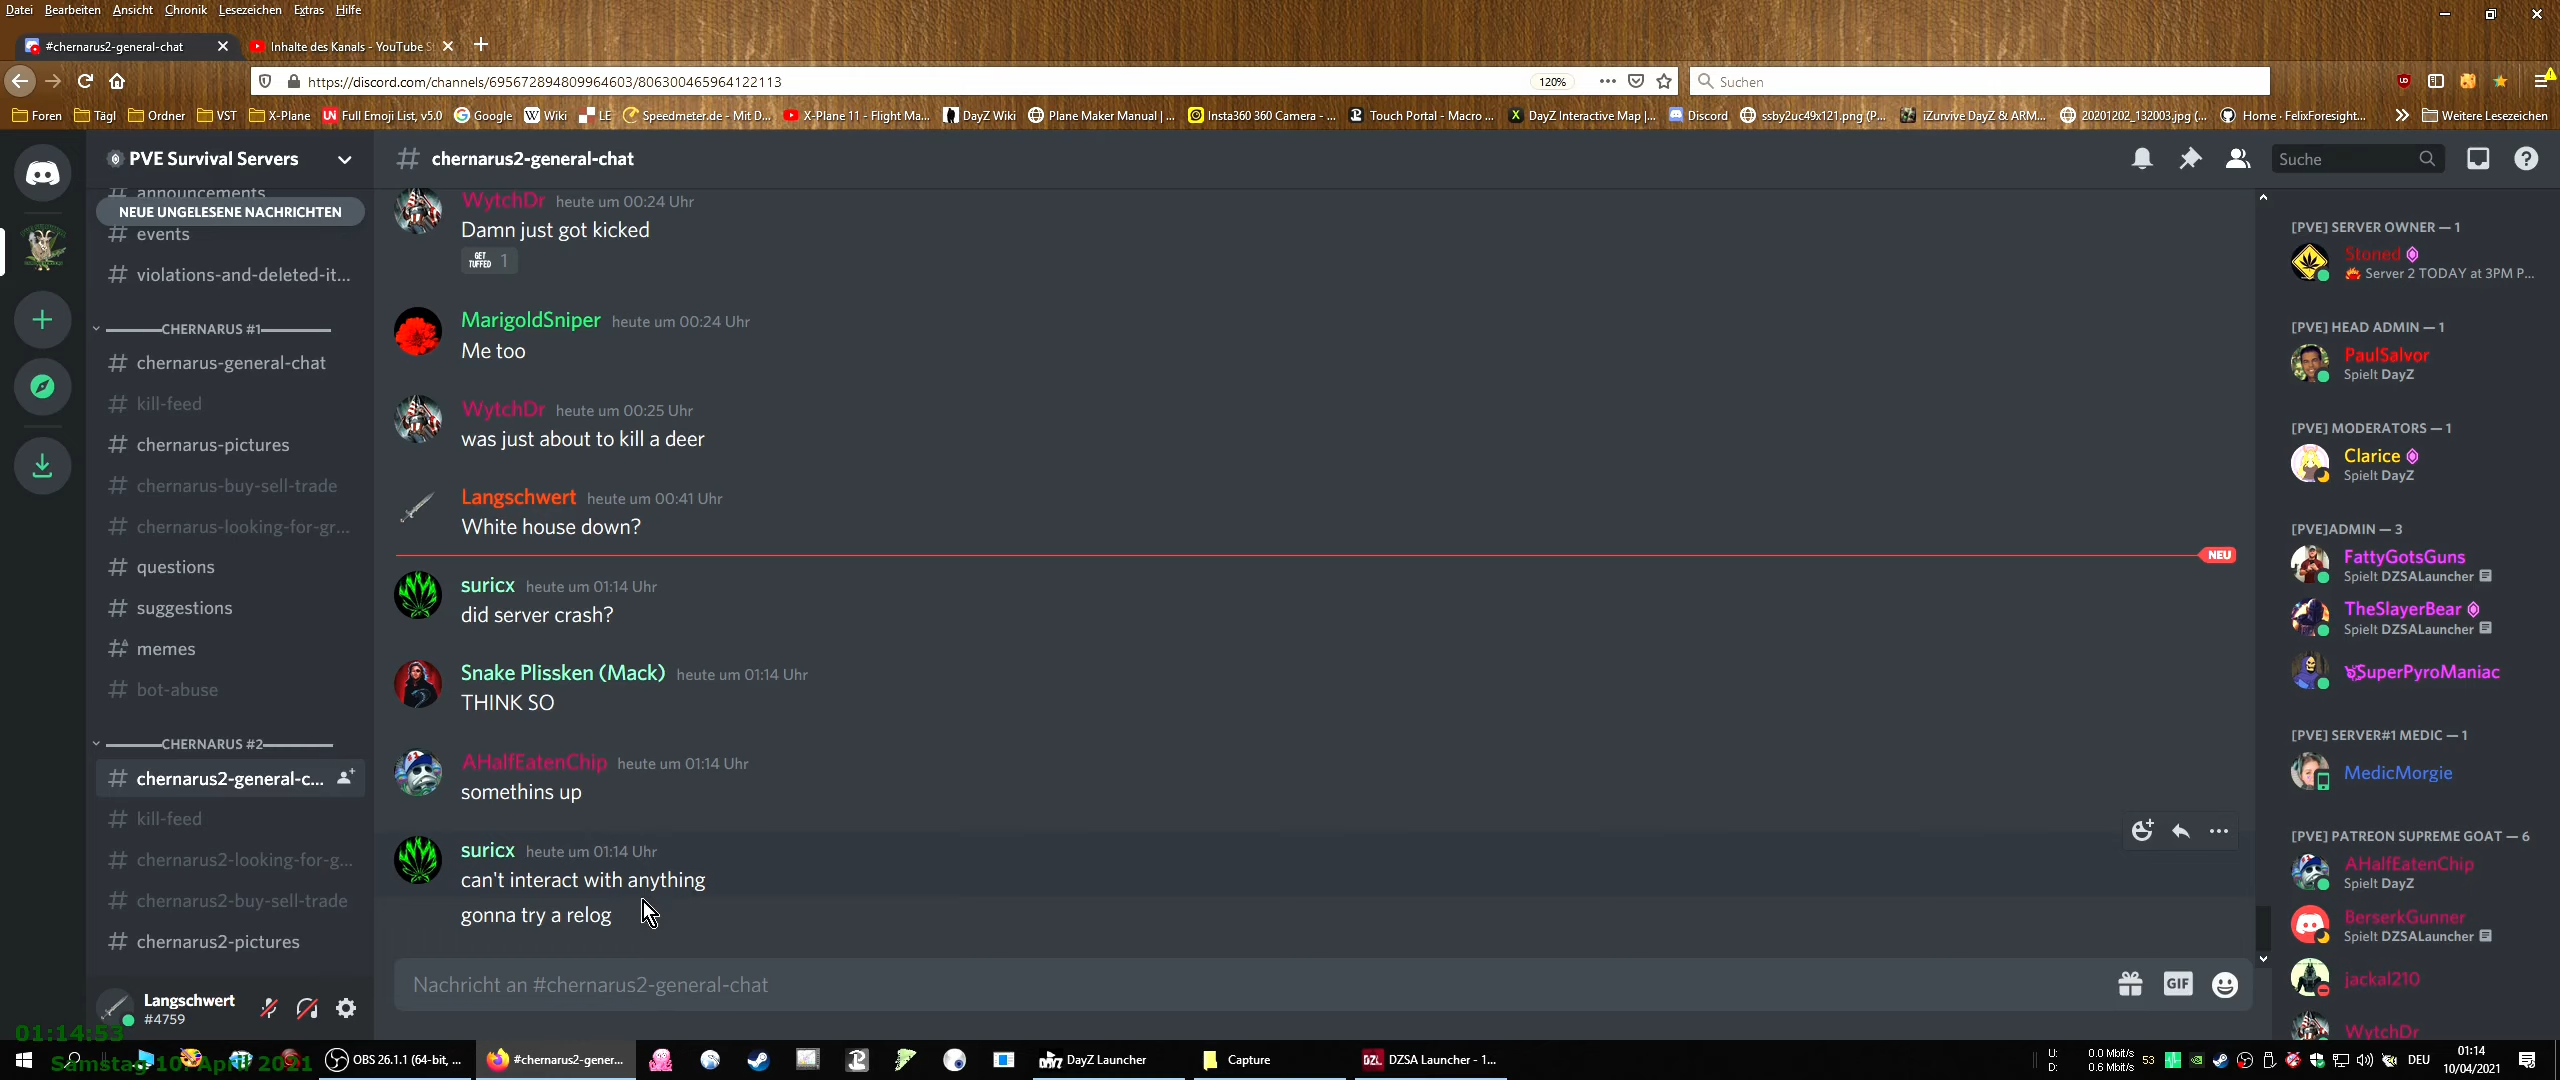 Datei Bearbeiten Ansicht Chronik Lesezeichen Extras Hilfe
#chernarus2-general-chat
Inhalte des Kanals - YouTube S
https://discord.com/channels/695672894809964603/806300465964122113
120%
Suchen
Foren
Tägl
Ordner
VST
X-Plane
Full Emoji List, v5.0
Google
Wiki
LE
Speedmeter.de - Mit D...
X-Plane 11 - Flight Ma...
DayZ Wiki
Plane Maker Manual | ...
Insta360 360 Camera - ...
Touch Portal - Macro ...
DayZ Interactive Map |...
Discord
ssby2uc49x121.png (P...
iZurvive DayZ & ARM...
20201202_132003.jpg (...
Home · FelixForesight...
Weitere Lesezeichen
PVE Survival Servers
announcements
NEUE UNGELESENE NACHRICHTEN
events
violations-and-deleted-it...
CHERNARUS #1
chernarus-general-chat
kill-feed
chernarus-pictures
chernarus-buy-sell-trade
chernarus-looking-for-gr...
questions
suggestions
memes
bot-abuse
CHERNARUS #2
chernarus2-general-c...
kill-feed
chernarus2-looking-for-g...
chernarus2-buy-sell-trade
chernarus2-pictures
Langschwert
#4759
chernarus2-general-chat
Suche
WytchDr heute um 00:24 Uhr
Damn just got kicked
GET TUFFED 1
MarigoldSniper heute um 00:24 Uhr
Me too
WytchDr heute um 00:25 Uhr
was just about to kill a deer
Langschwert heute um 00:41 Uhr
White house down?
NEU
suricx heute um 01:14 Uhr
did server crash?
Snake Plissken (Mack) heute um 01:14 Uhr
THINK SO
AHalfEatenChip heute um 01:14 Uhr
somethins up
suricx heute um 01:14 Uhr
can't interact with anything
gonna try a relog
Nachricht an #chernarus2-general-chat
GIF
[PVE] SERVER OWNER — 1
Stoned
Server 2 TODAY at 3PM P...
[PVE] HEAD ADMIN — 1
PaulSalvor
Spielt DayZ
[PVE] MODERATORS — 1
Clarice
Spielt DayZ
[PVE]ADMIN — 3
FattyGotsGuns
Spielt DZSALauncher
TheSlayerBear
Spielt DZSALauncher
SuperPyroManiac
[PVE] SERVER#1 MEDIC — 1
MedicMorgie
[PVE] PATREON SUPREME GOAT — 6
AHalfEatenChip
Spielt DayZ
BerserkGunner
Spielt DZSALauncher
jackal210
WytchDr
01:14:53
Samstag 10. April 2021
OBS 26.1.1 (64-bit, ...
#chernarus2-gener...
DayZ Launcher
Capture
DZSA Launcher - 1...
U: 0.0 Mbit/s
D: 0.6 Mbit/s
53
DEU
01:14
10/04/2021